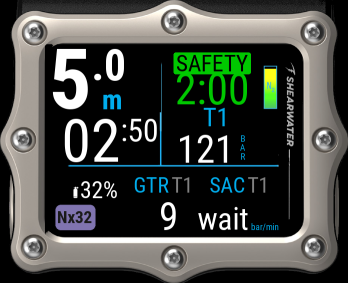 5.0 m
SAFETY
2:00
02:50
T1
121 BAR
32%
GTR T1 SAC T1
Nx32
9 wait bar/min
SHEARWATER